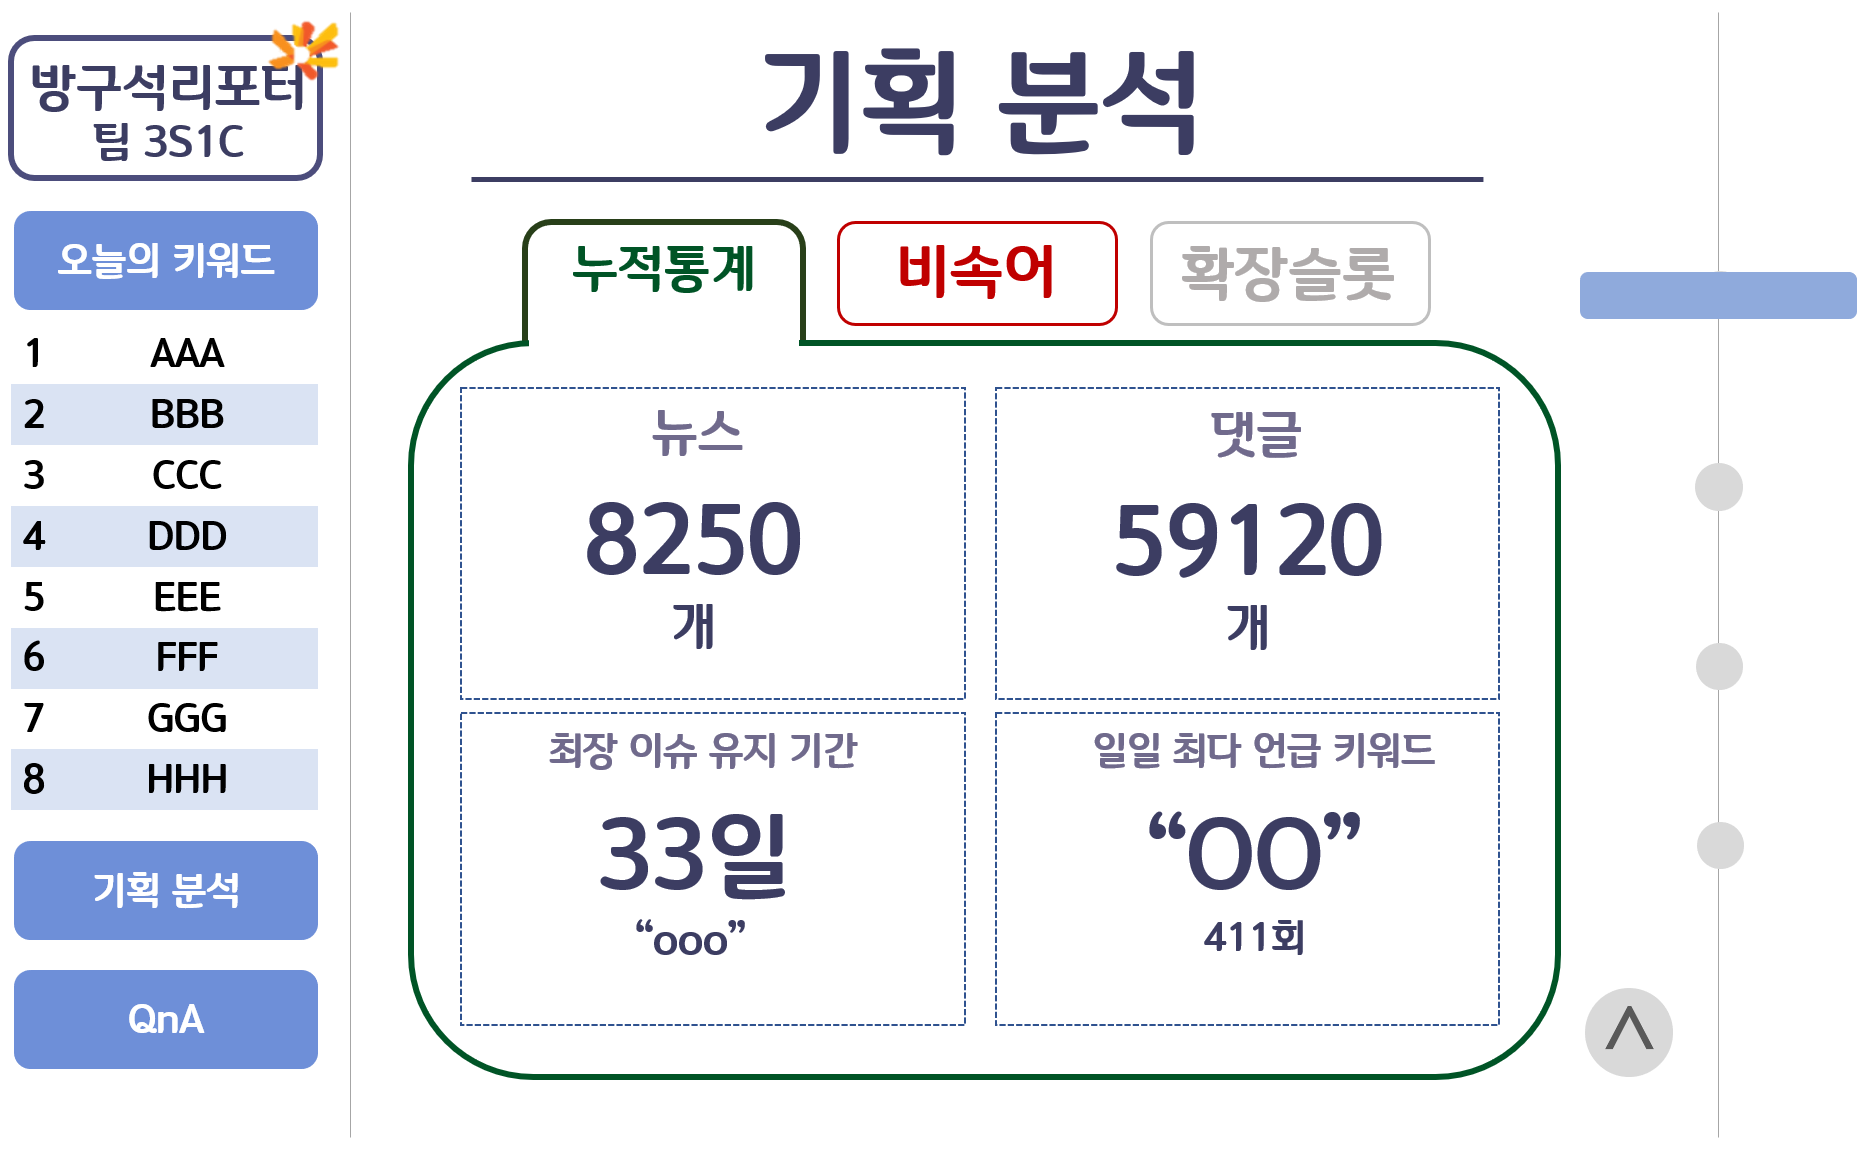 방구석리포터
팀 3S1C
오늘의 키워드
1 AAA
2 BBB
3 CCC
4 DDD
5 EEE
6 FFF
7 GGG
8 HHH
기획 분석
QnA
기획 분석
누적통계
비속어
확장슬롯
뉴스
8250
개
댓글
59120
개
최장 이슈 유지 기간
33일
“ooo”
일일 최다 언급 키워드
“OO”
411회